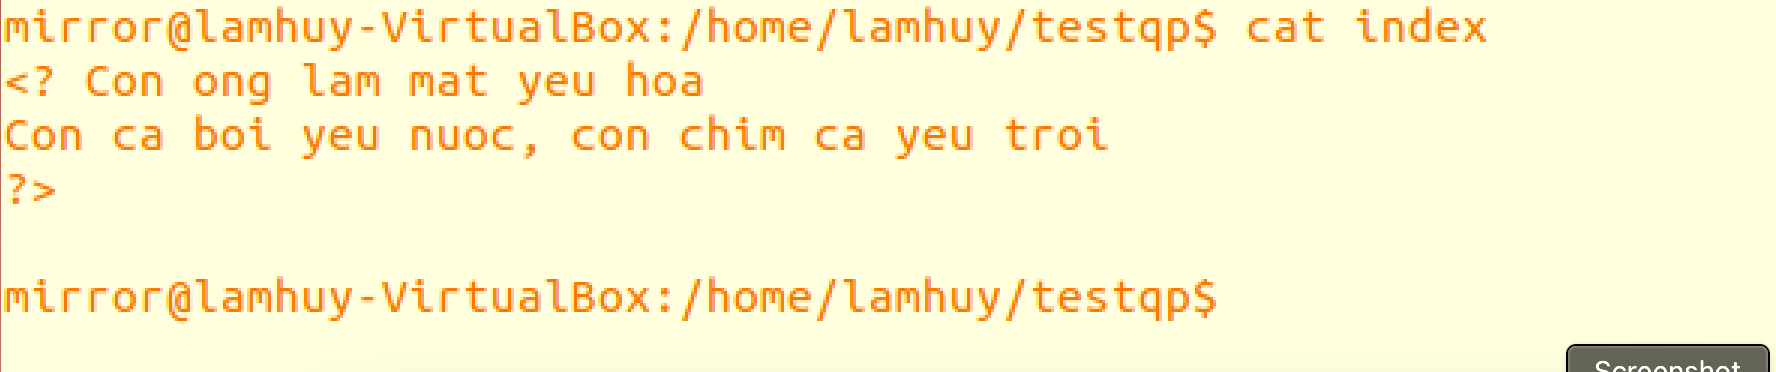 mirror@lamhuy-VirtualBox:/home/lamhuy/testqp$ cat index
<? Con ong lam mat yeu hoa
Con ca boi yeu nuoc, con chim ca yeu troi
?>
mirror@lamhuy-VirtualBox:/home/lamhuy/testqp$
Screenshot